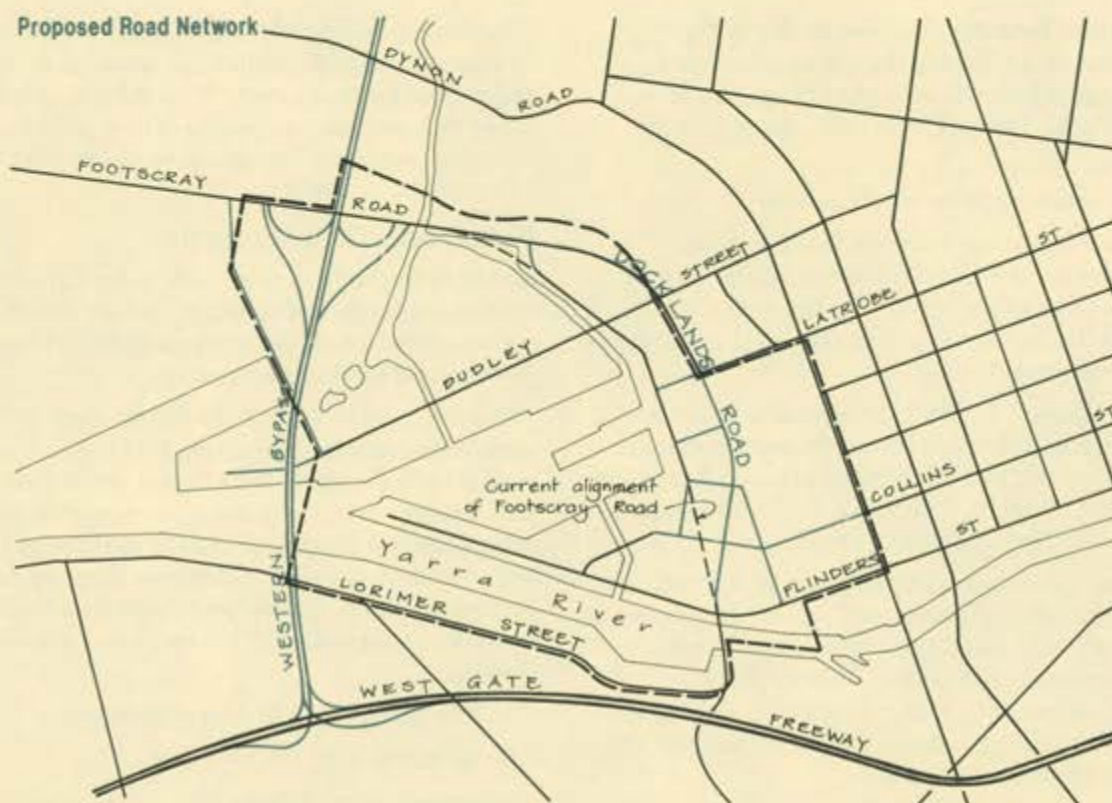 Proposed Road Network
DYNON ROAD
FOOTSCRAY ROAD
DOCKLANDS ROAD
DUDLEY STREET
LATROBE ST
COLLINS ST
FLINDERS ST
Current alignment
of Footscray Road
Yarra River
WESTERN BYPASS
LORIMER STREET
WEST GATE FREEWAY